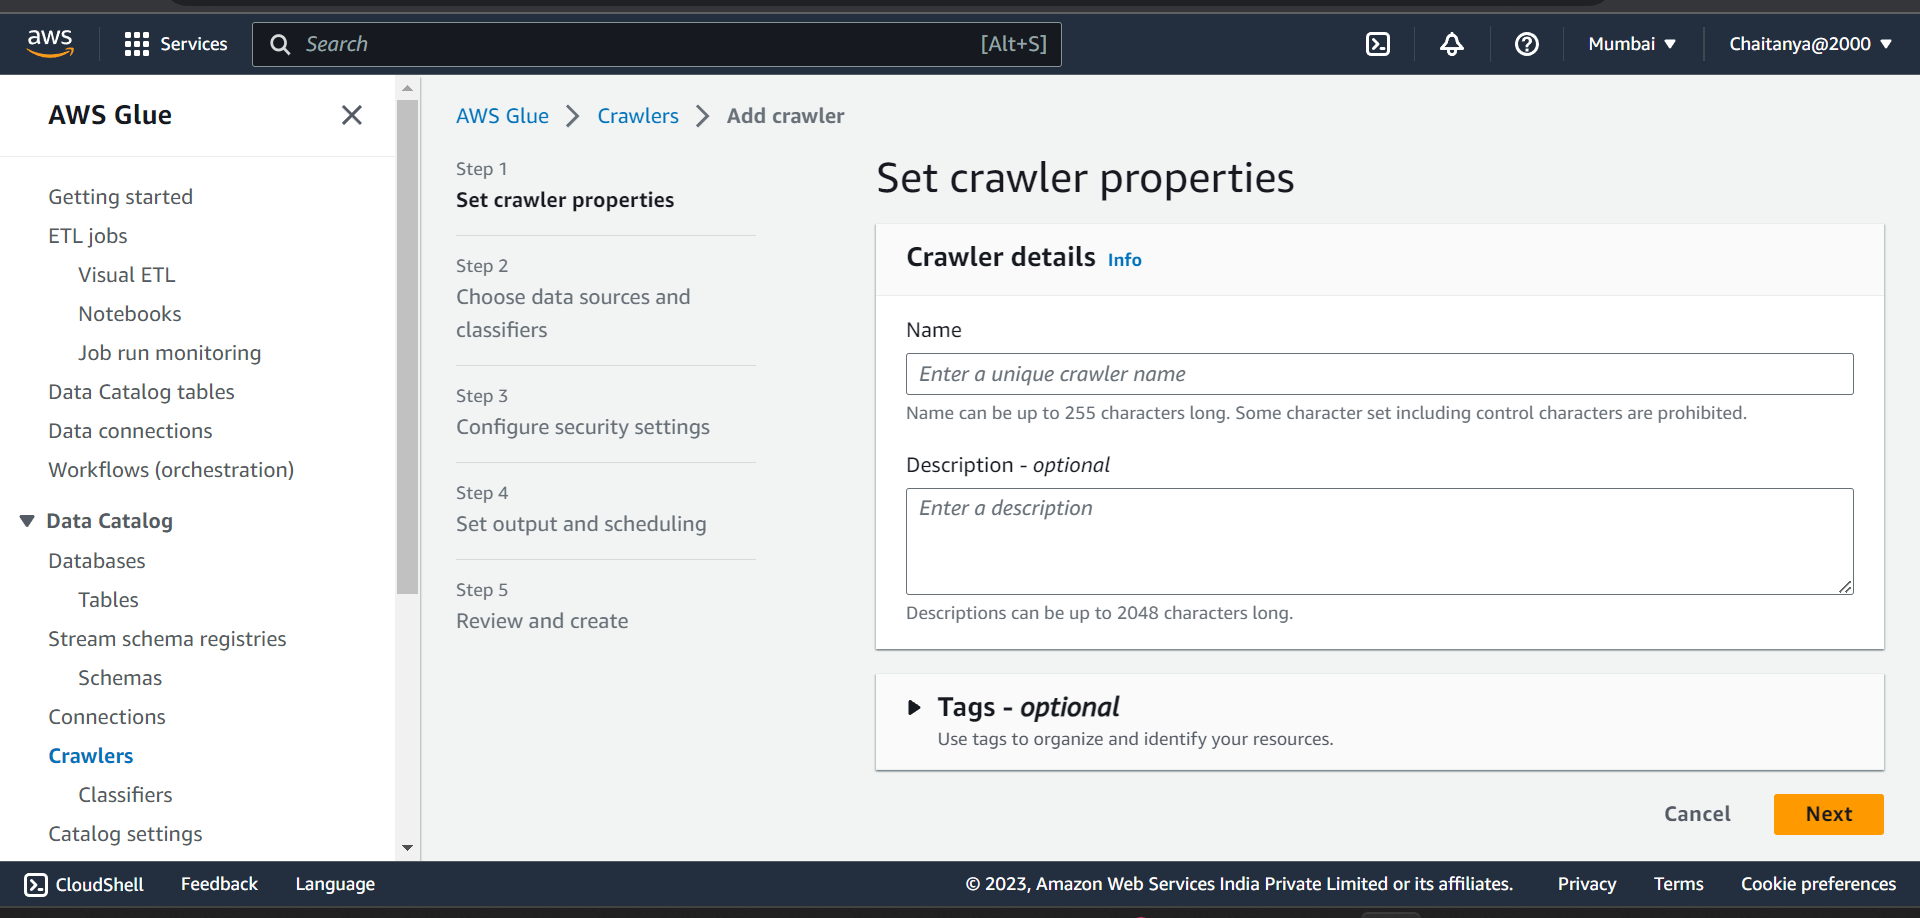 aws
Services
Search
[Alt+S]
Mumbai
Chaitanya@2000
AWS Glue
Getting started
ETL jobs
Visual ETL
Notebooks
Job run monitoring
Data Catalog tables
Data connections
Workflows (orchestration)
Data Catalog
Databases
Tables
Stream schema registries
Schemas
Connections
Crawlers
Classifiers
Catalog settings
AWS Glue
Crawlers
Add crawler
Step 1
Set crawler properties
Step 2
Choose data sources and
classifiers
Step 3
Configure security settings
Step 4
Set output and scheduling
Step 5
Review and create
Set crawler properties
Crawler details Info
Name
Enter a unique crawler name
Name can be up to 255 characters long. Some character set including control characters are prohibited.
Description - optional
Enter a description
Descriptions can be up to 2048 characters long.
Tags - optional
Use tags to organize and identify your resources.
Cancel
Next
CloudShell
Feedback
Language
© 2023, Amazon Web Services India Private Limited or its affiliates.
Privacy
Terms
Cookie preferences